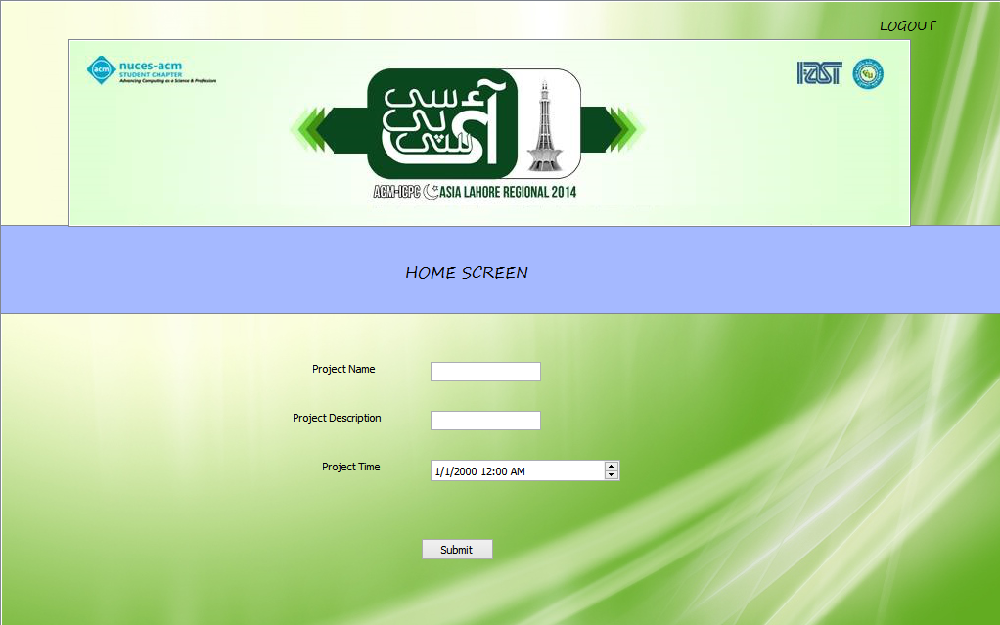 LOGOUT
nuces-acm
acm
STUDENT CHAPTER
Advancing Computing as a Science & Profession
FAST
آئی سی پی سی
ACM-ICPC ASIA LAHORE REGIONAL 2014
HOME SCREEN
Project Name
Project Description
Project Time
1/1/2000 12:00 AM
Submit